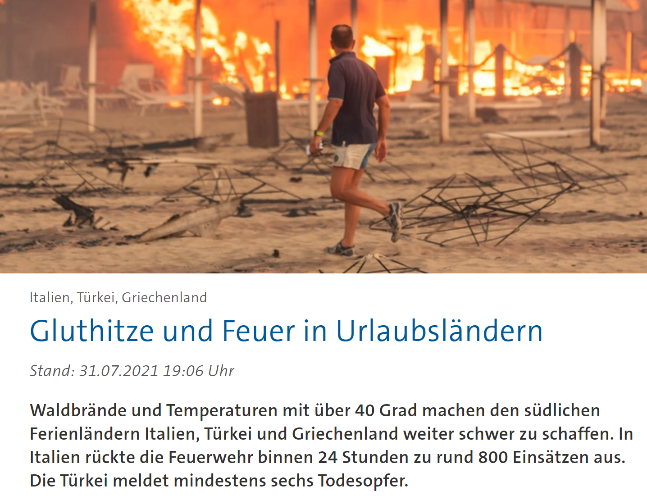 Italien, Türkei, Griechenland
Gluthitze und Feuer in Urlaubsländern
Stand: 31.07.2021 19:06 Uhr
Waldbrände und Temperaturen mit über 40 Grad machen den südlichen
Ferienländern Italien, Türkei und Griechenland weiter schwer zu schaffen. In
Italien rückte die Feuerwehr binnen 24 Stunden zu rund 800 Einsätzen aus.
Die Türkei meldet mindestens sechs Todesopfer.